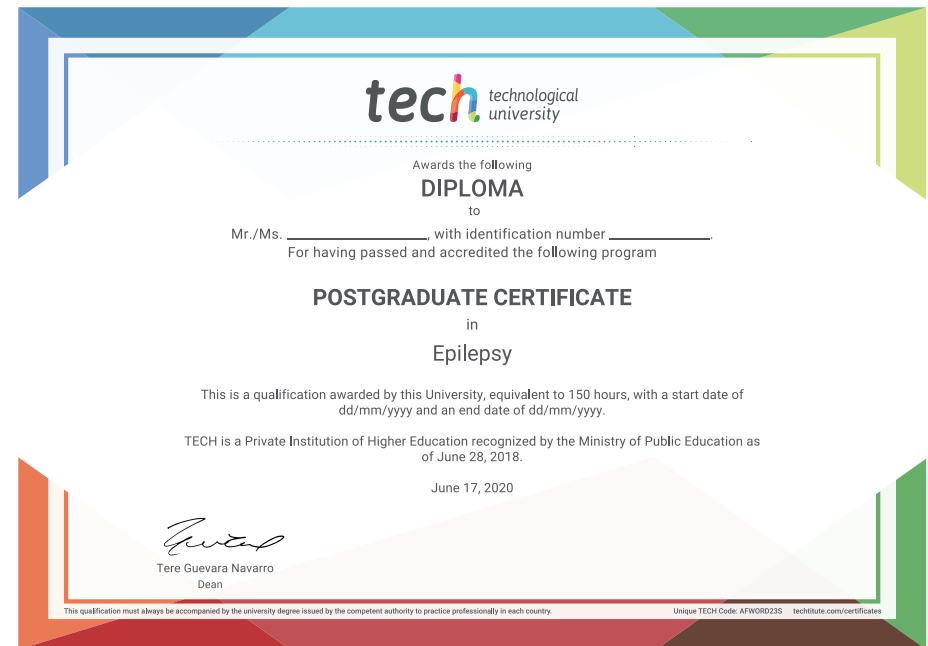 tech technological
university
Awards the following
DIPLOMA
to
Mr./Ms. ____________________, with identification number ______________.
For having passed and accredited the following program
POSTGRADUATE CERTIFICATE
in
Epilepsy
This is a qualification awarded by this University, equivalent to 150 hours, with a start date of
dd/mm/yyyy and an end date of dd/mm/yyyy.
TECH is a Private Institution of Higher Education recognized by the Ministry of Public Education as
of June 28, 2018.
June 17, 2020
Tere Guevara Navarro
Dean
This qualification must always be accompanied by the university degree issued by the competent authority to practice professionally in each country.
Unique TECH Code: AFWORD23S techtitute.com/certificates